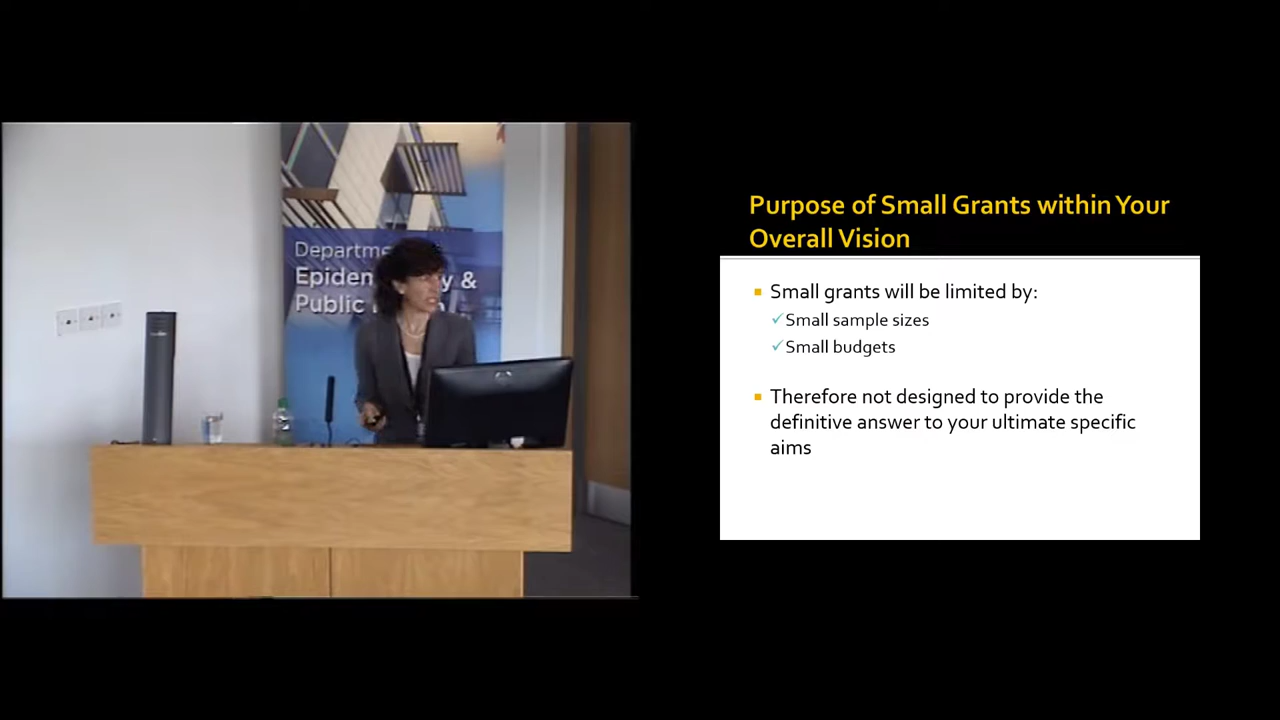 Departme
Epidem y &
Public
Purpose of Small Grants within Your
Overall Vision
Small grants will be limited by:
Small sample sizes
Small budgets
Therefore not designed to provide the
definitive answer to your ultimate specific
aims